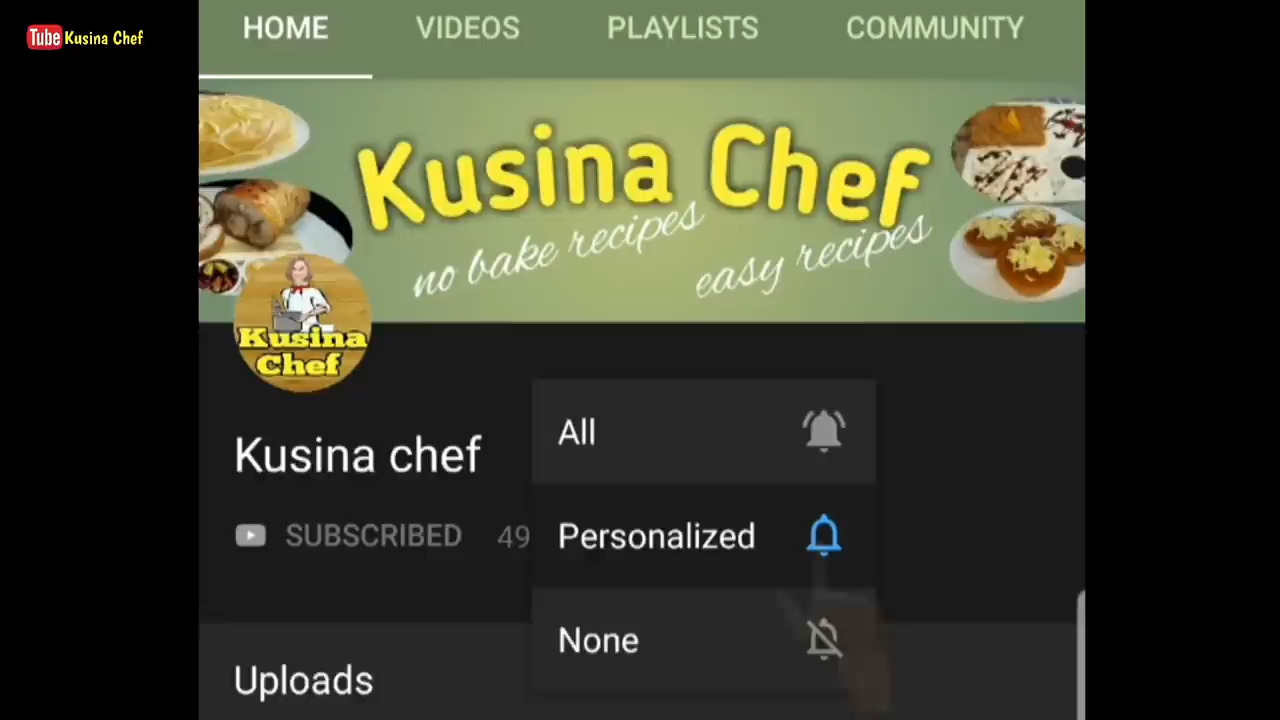 Tube Kusina Chef
HOME VIDEOS PLAYLISTS COMMUNITY
Kusina Chef
no bake recipes
easy recipes
Kusina
Chef
Kusina chef
SUBSCRIBED 49
All
Personalized
None
Uploads